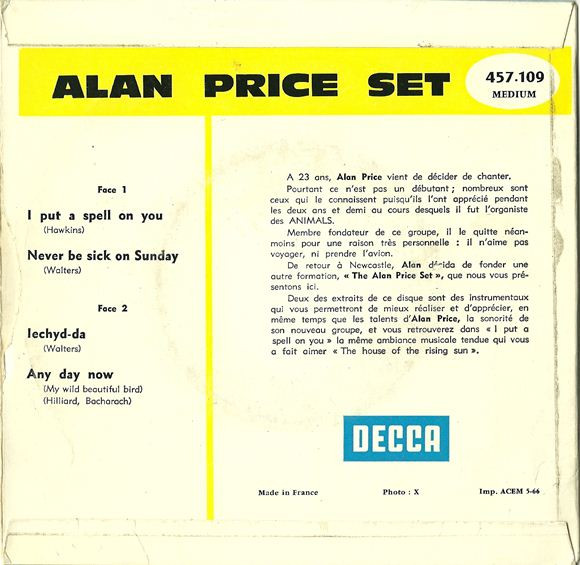 ALAN PRICE SET
457.109
MEDIUM
Face 1
I put a spell on you
(Hawkins)
Never be sick on Sunday
(Walters)
Face 2
Iechyd-da
(Walters)
Any day now
(My wild beautiful bird)
(Hilliard, Bacharach)
A 23 ans, Alan Price vient de décider de chanter.
Pourtant ce n'est pas un débutant ; nombreux sont
ceux qui le connaissent puisqu'ils l'ont apprécié pendant
les deux ans et demi au cours desquels il fut l'organiste
des ANIMALS.
Membre fondateur de ce groupe, il le quitte néan-
moins pour une raison très personnelle : il n'aime pas
voyager, ni prendre l'avion.
De retour à Newcastle, Alan de fonder une
autre formation, « The Alan Price Set », que nous vous pré-
sentons ici.
Deux des extraits de ce disque sont des instrumentaux
qui vous permettront de mieux réaliser et d'apprécier, en
même temps que les talents d'Alan Price, la sonorité de
son nouveau groupe, et vous retrouverez dans « I put a
spell on you » la même ambiance musicale tendue qui vous
a fait aimer « The house of the rising sun ».
DECCA
Made in France
Photo : X
Imp. ACEM 5-66